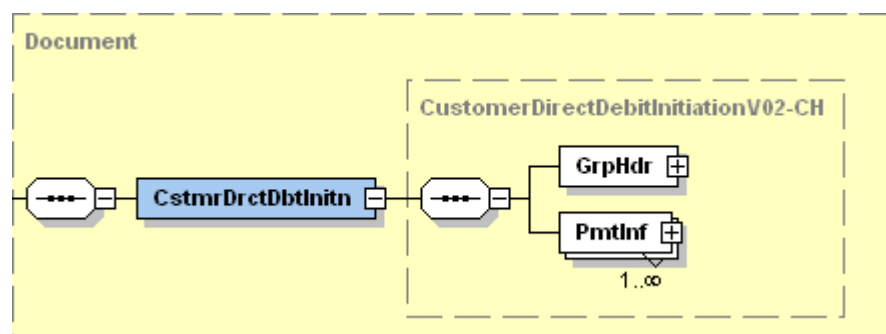 Document
CustomerDirectDebitInitiationV02-CH
GrpHdr
CstmrDrctDbtInitn
PmtInf
1..∞